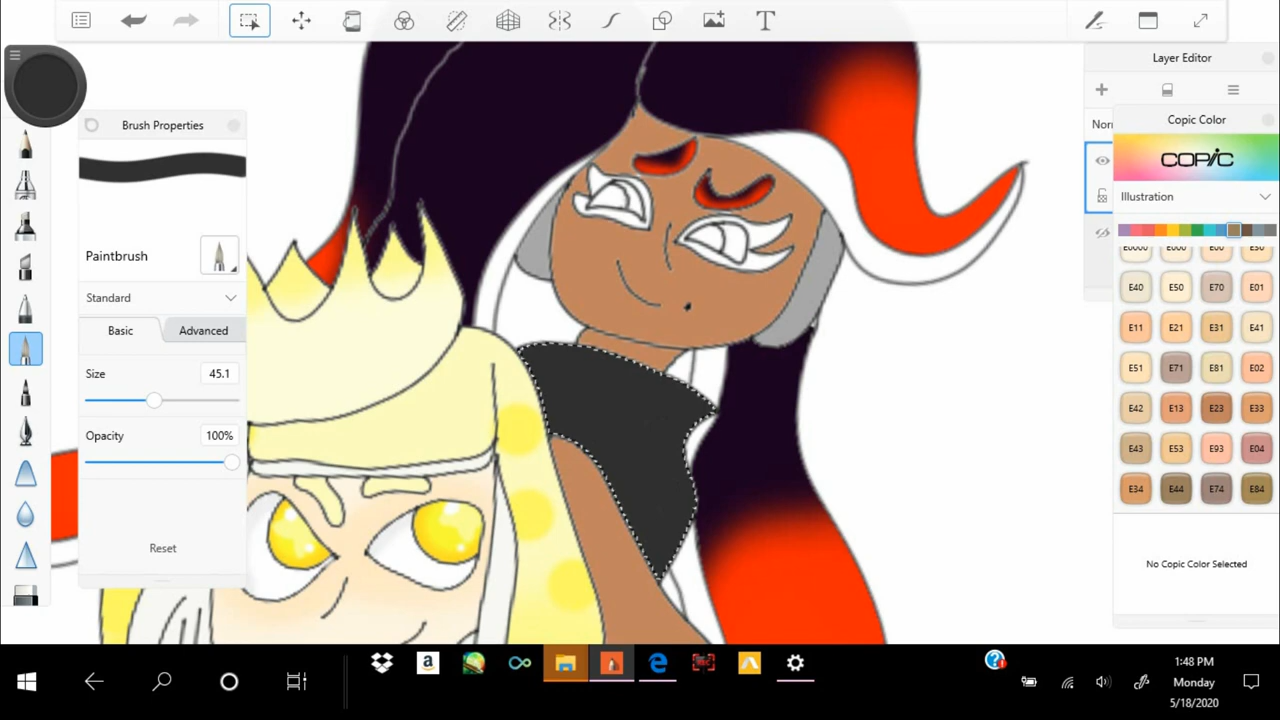 T
Layer Editor
Brush Properties
Copic Color
Nor
COPIC
Illustration
Paintbrush
E0000 E000 E00 E50
Standard
E40 E50 E70 E01
Basic Advanced
E11 E21 E31 E41
Size 45.1
E51 E71 E81 E02
Opacity 100%
E42 E13 E23 E33
E43 E53 E93 E04
E34 E44 E74 E84
Reset
No Copic Color Selected
a
1:48 PM
Monday
5/18/2020